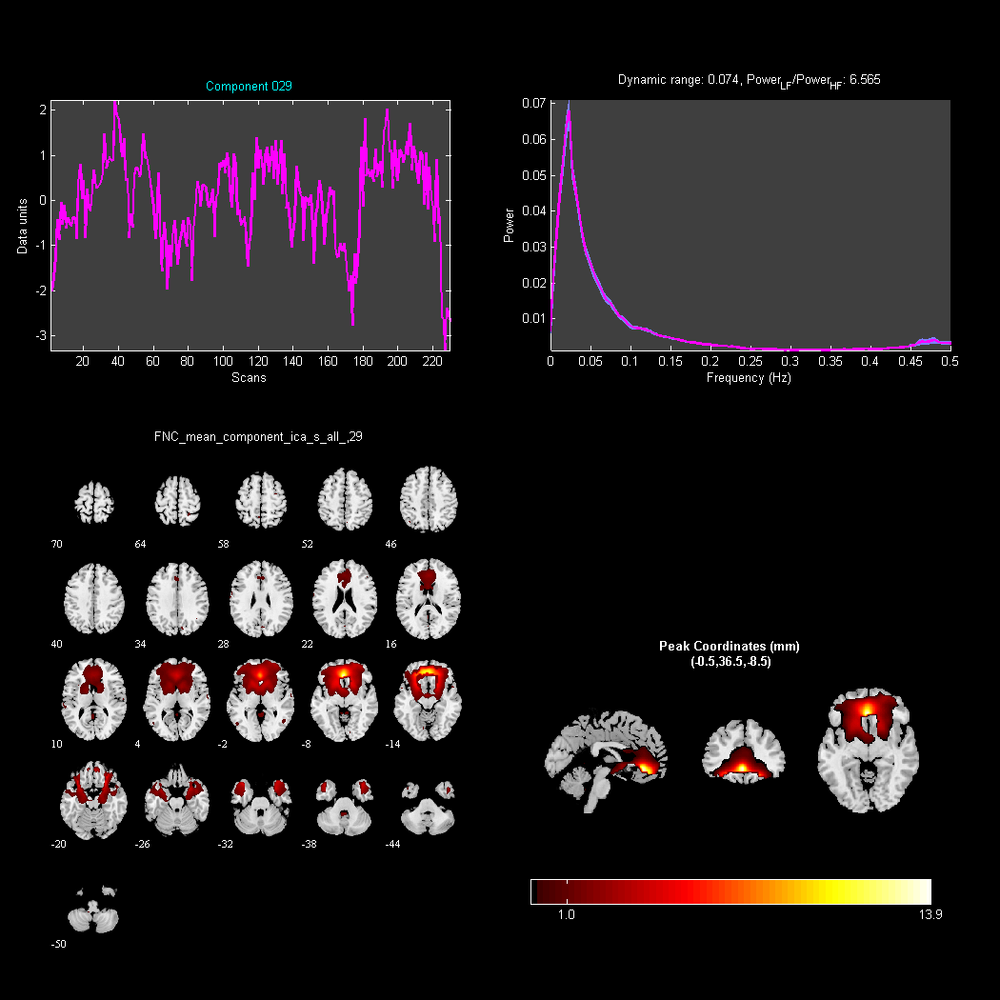 Component 029
Data units
2
1
0
-1
-2
-3
20 40 60 80 100 120 140 160 180 200 220
Scans
Dynamic range: 0.074, PowerLF/PowerHF: 6.565
Power
0.07
0.06
0.05
0.04
0.03
0.02
0.01
0 0.05 0.1 0.15 0.2 0.25 0.3 0.35 0.4 0.45 0.5
Frequency (Hz)
FNC_mean_component_ica_s_all_,29
70 64 58 52 46
40 34 28 22 16
10 4 -2 -8 -14
-20 -26 -32 -38 -44
-50
Peak Coordinates (mm)
(-0.5,36.5,-8.5)
1.0 13.9